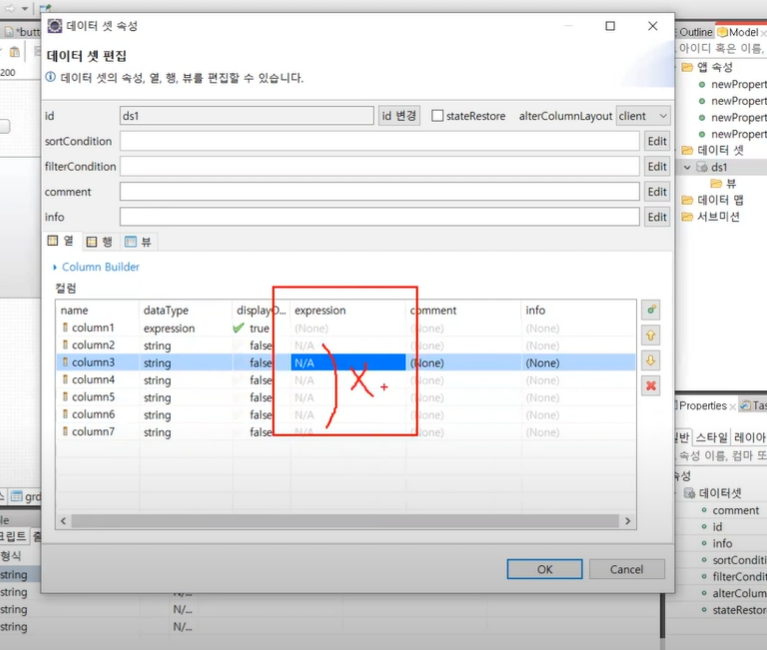 데이터 셋 속성
*butt
Outline
Model
데이터 셋 편집
데이터 셋의 속성, 열, 행, 뷰를 편집할 수 있습니다.
아이디 혹은 이름,
200
앱 속성
newPropert
newPropert
newPropert
newPropert
id
ds1
id 변경
stateRestore
alterColumnLayout
client
sortCondition
Edit
데이터 셋
filterCondition
Edit
ds1
comment
Edit
뷰
데이터 맵
info
Edit
서브미션
열
행
뷰
Column Builder
컬럼
name dataType displayO... expression comment info
column1 expression true (None) (None) (None)
column2 string false N/A (None) (None)
column3 string false N/A (None) (None)
column4 string false N/A (None) (None)
column5 string false N/A (None) (None)
column6 string false N/A (None) (None)
column7 string false N/A (None) (None)
X
Properties
Tas
일반
스타일
레이아
속성 이름, 컴마 또
속성
데이터셋
comment
id
info
sortConditi
filterCondit
alterColum
stateRestor
grd
크립트
형식
string
string N/...
string N/...
string N/...
OK
Cancel